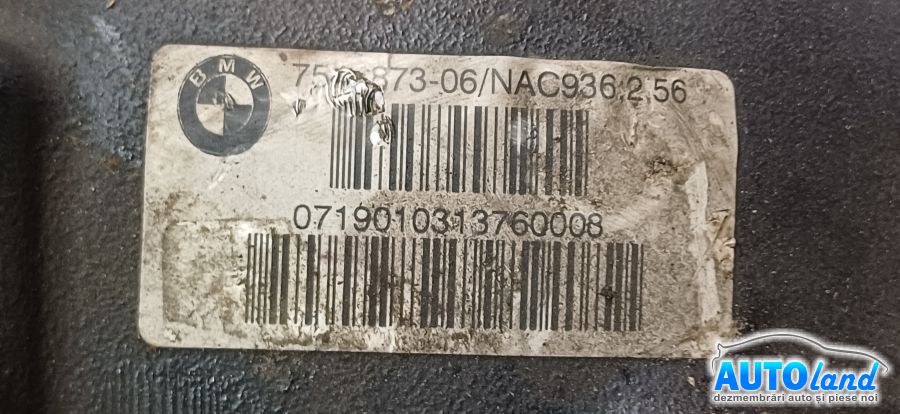 BMW
873-06/NAC936.2.56
0719010313760008
AUTOland
dezmembrări auto și piese noi